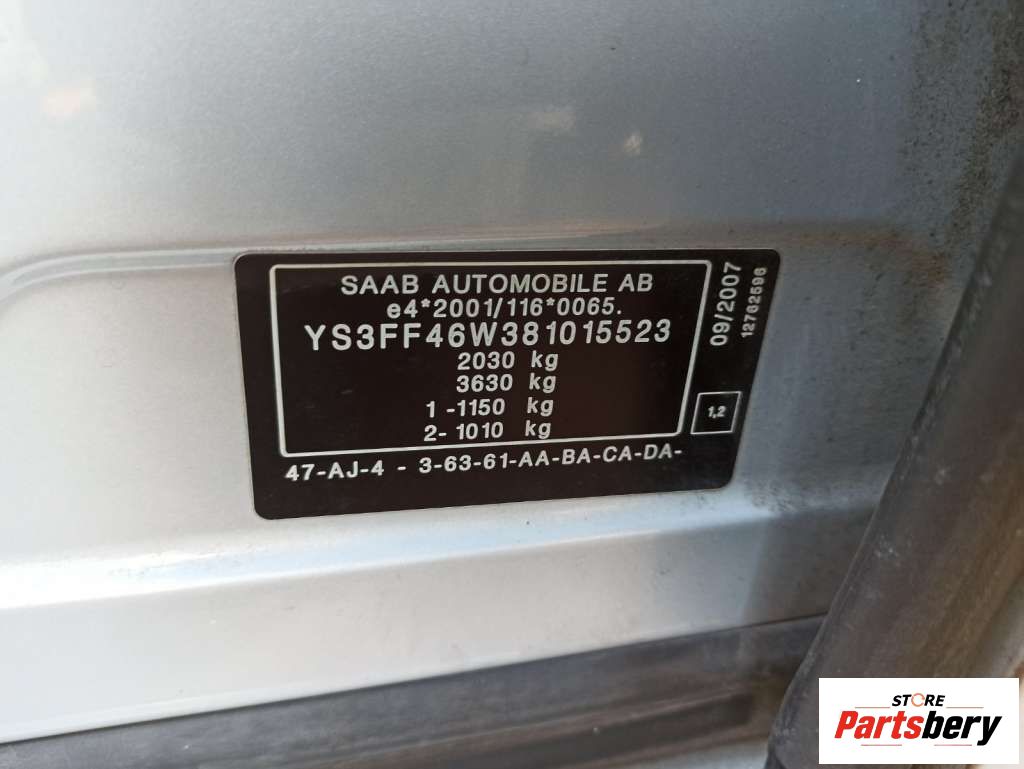 SAAB AUTOMOBILE AB
e4*2001/116*0065.
YS3FF46W381015523
2030 kg
3630 kg
1 -1150 kg
2- 1010 kg
47-AJ-4 - 3-63-61-AA-BA-CA-DA-
09/2007
12762596
1,2
STORE
Partsbery